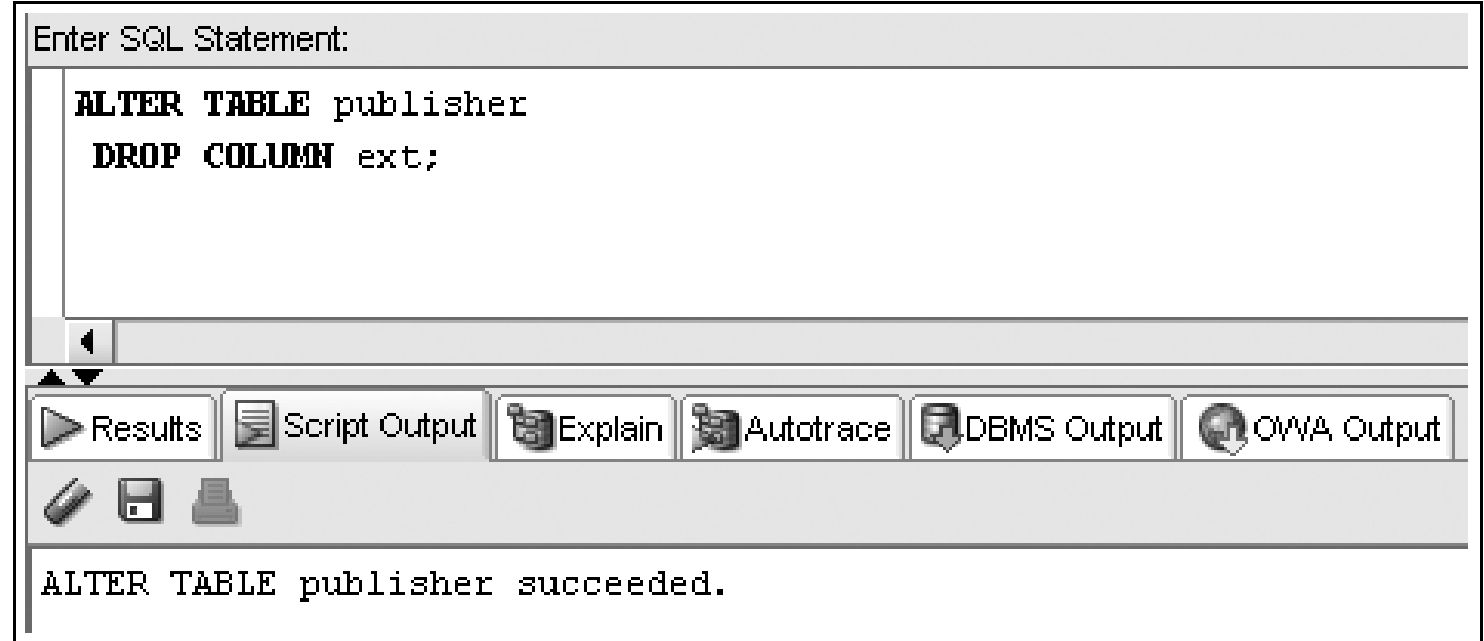 Enter SQL Statement:
ALTER TABLE publisher
DROP COLUMN ext;
Results Script Output Explain Autotrace DBMS Output OWA Output
ALTER TABLE publisher succeeded.